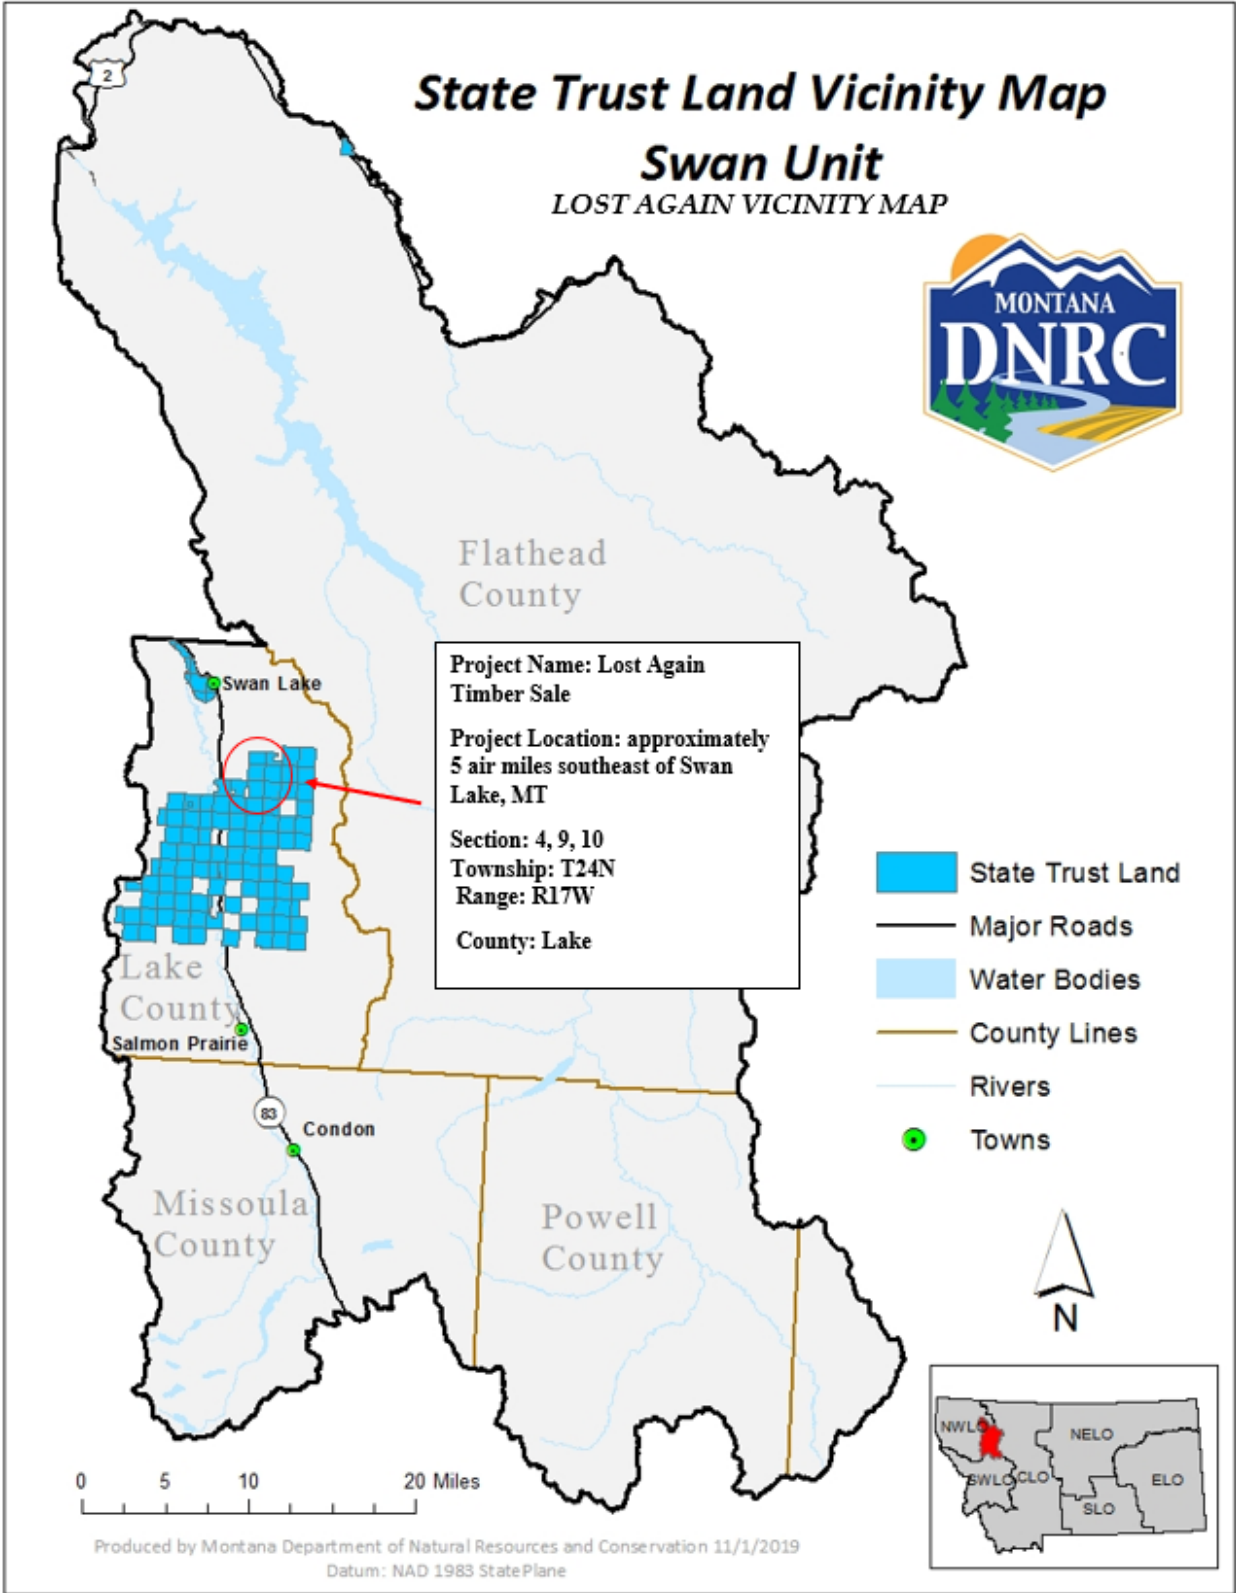 2
State Trust Land Vicinity Map
Swan Unit
LOST AGAIN VICINITY MAP
MONTANA
DNRC
Flathead
County
Swan Lake
Project Name: Lost Again
Timber Sale
Project Location: approximately
5 air miles southeast of Swan
Lake, MT
Section: 4, 9, 10
Township: T24N
Range: R17W
County: Lake
State Trust Land
Major Roads
Water Bodies
County Lines
Rivers
Towns
Lake
County
Salmon Prairie
83
Condon
Missoula
County
Powell
County
N
NWLO
SWLO
CLO
NELO
SLO
ELO
0 5 10 20 Miles
Produced by Montana Department of Natural Resources and Conservation 11/1/2019
Datum: NAD 1983 StatePlane